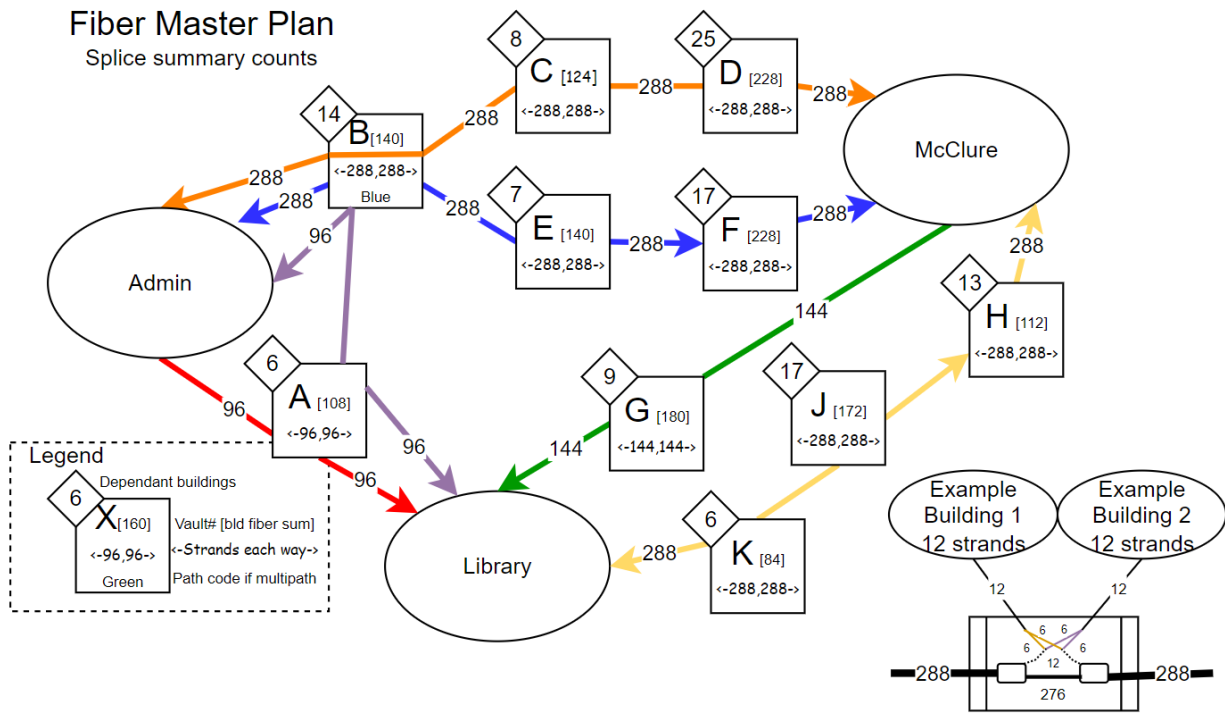 Fiber Master Plan
Splice summary counts
8
C [124]
<-288,288->
25
D [228]
<-288,288->
288
288
288
14
B[140]
<-288,288->
Blue
288
288
96
288
7
E [140]
<-288,288->
288
17
F [228]
<-288,288->
288
McClure
Admin
144
288
13
H [112]
<-288,288->
6
A [108]
<-96,96->
96
96
96
9
G [180]
<-144,144->
144
17
J [172]
<-288,288->
Library
288
6
K [84]
<-288,288->
Legend
6
Dependant buildings
X[160]
Vault# [bld fiber sum]
<-96,96->
<-Strands each way->
Green
Path code if multipath
Example
Building 1
12 strands
Example
Building 2
12 strands
12
12
6
6
6
6
12
276
288
288